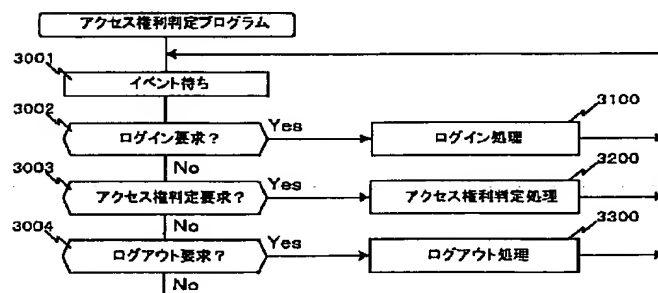 アクセス権利判定プログラム
3001
イベント待ち
3002
ログイン要求？
Yes
3100
ログイン処理
No
3003
アクセス権判定要求？
Yes
3200
アクセス権利判定処理
No
3004
ログアウト要求？
Yes
3300
ログアウト処理
No